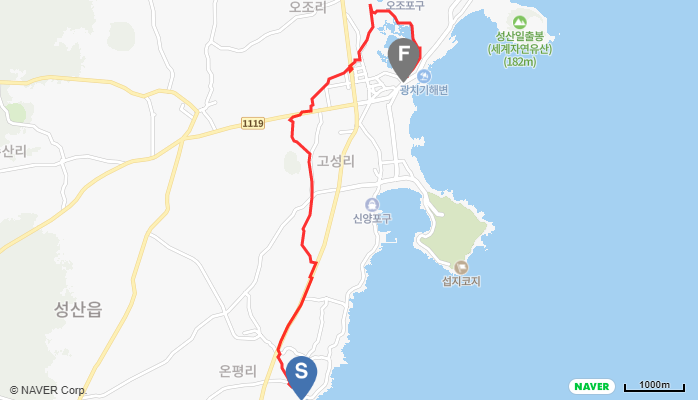 오조리
오조포구
성산일출봉
(세계자연유산)
(182m)
F
광치기해변
1119
고성리
신양포구
섭지코지
성산읍
온평리
S
© NAVER Corp.
NAVER
1000m